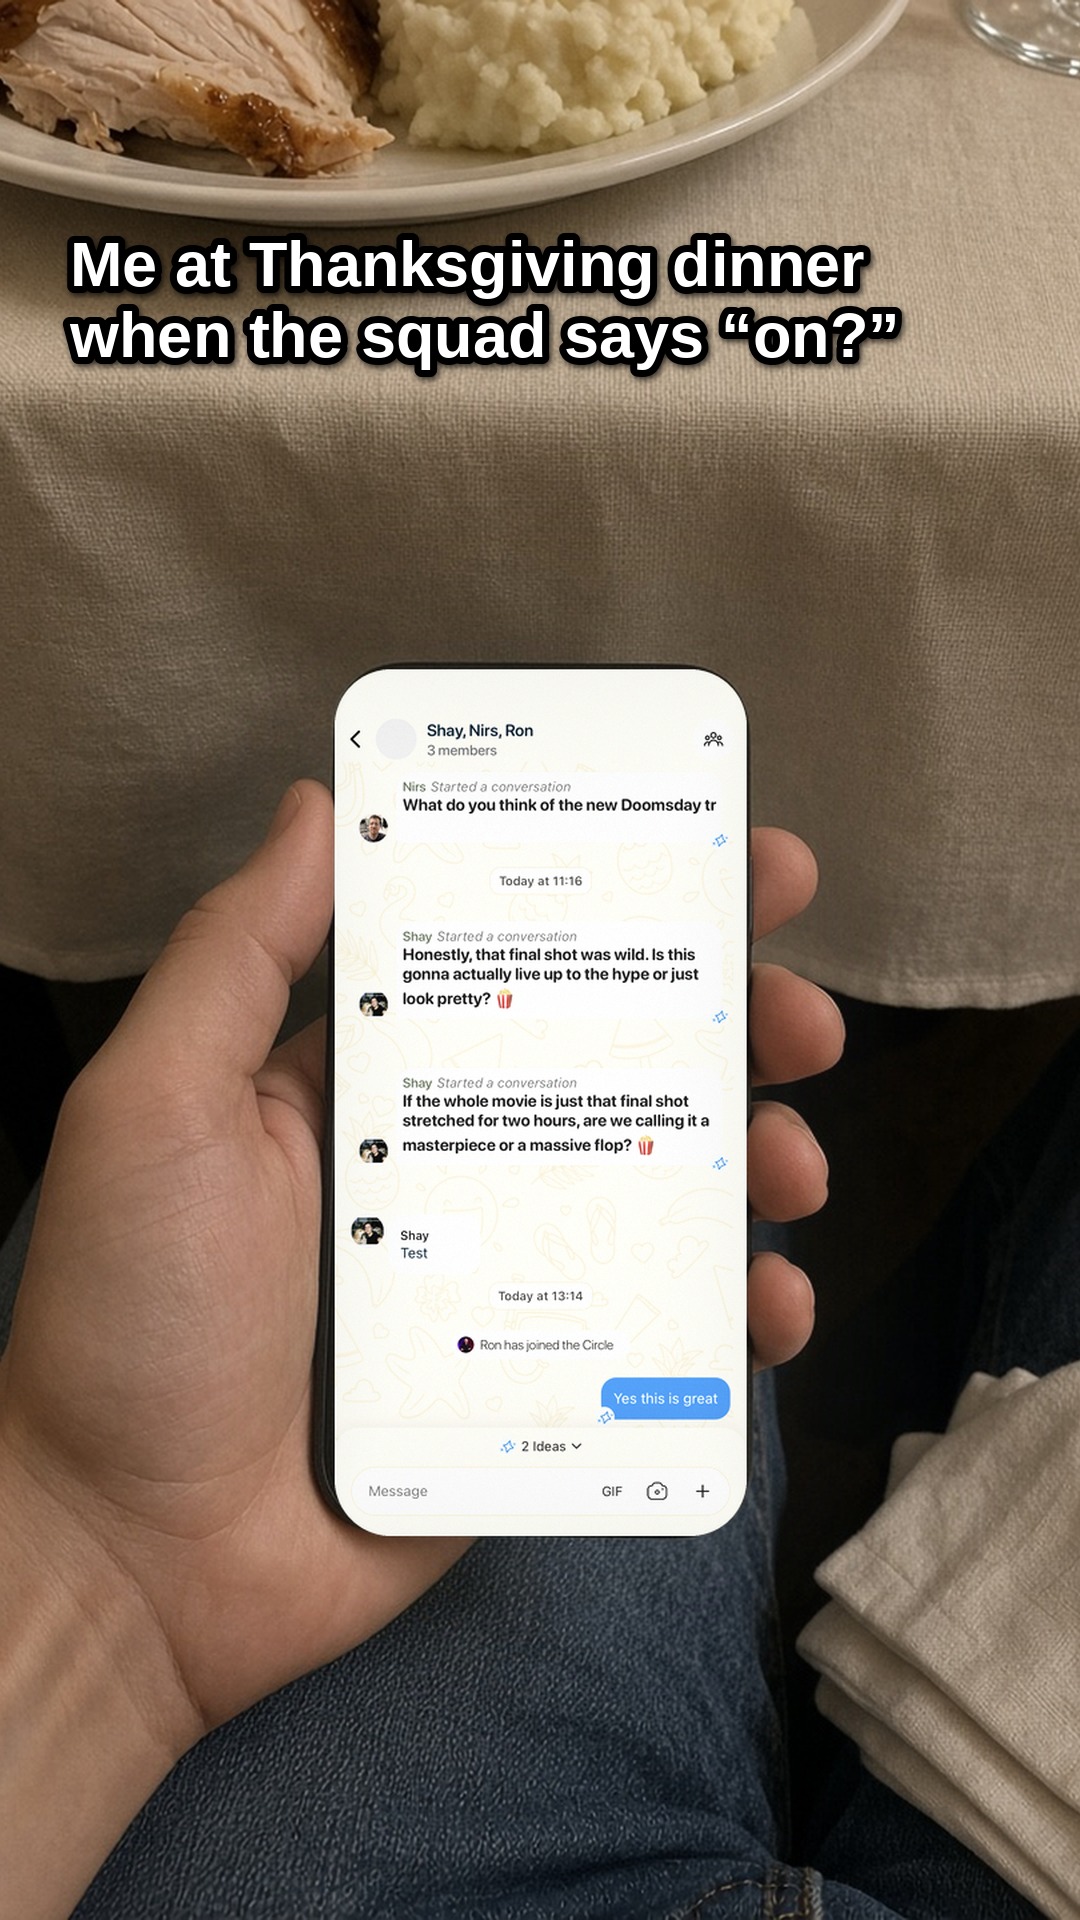 Me at Thanksgiving dinner
when the squad says “on?”
Shay, Nirs, Ron
3 members
Nirs Started a conversation
What do you think of the new Doomsday tr
Today at 11:16
Shay Started a conversation
Honestly, that final shot was wild. Is this
gonna actually live up to the hype or just
look pretty? 🍿
Shay Started a conversation
If the whole movie is just that final shot
stretched for two hours, are we calling it a
masterpiece or a massive flop? 🍿
Shay
Test
Today at 13:14
Ron has joined the Circle
Yes this is great
2 Ideas
Message GIF